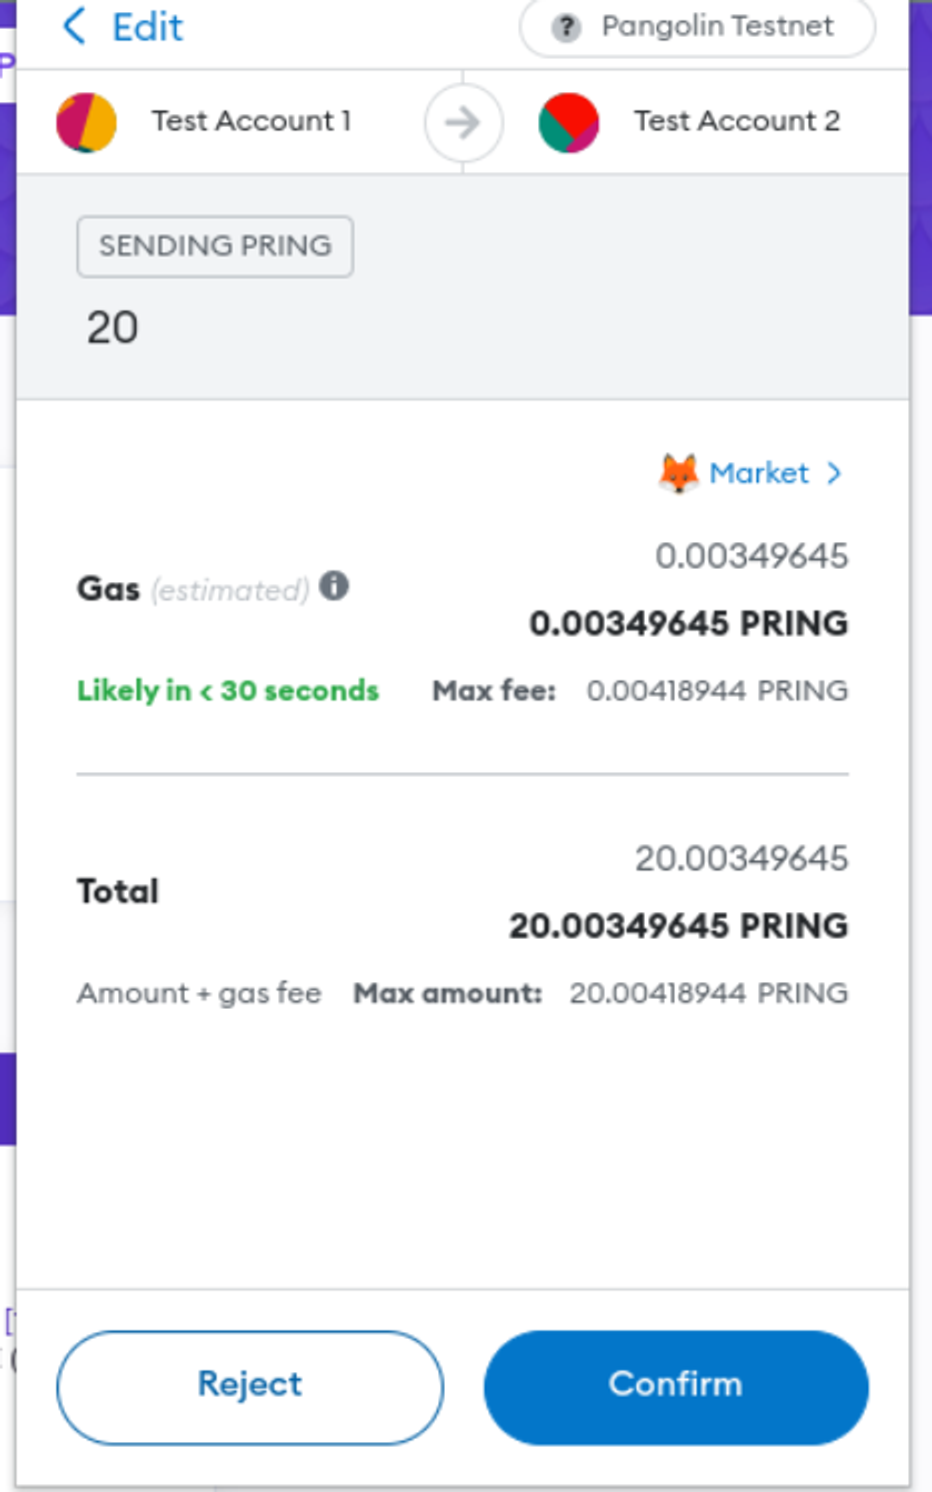 Edit
? Pangolin Testnet
Test Account 1
Test Account 2
SENDING PRING
20
Market
0.00349645
Gas (estimated)
0.00349645 PRING
Likely in < 30 seconds Max fee: 0.00418944 PRING
20.00349645
Total
20.00349645 PRING
Amount + gas fee Max amount: 20.00418944 PRING
Reject
Confirm